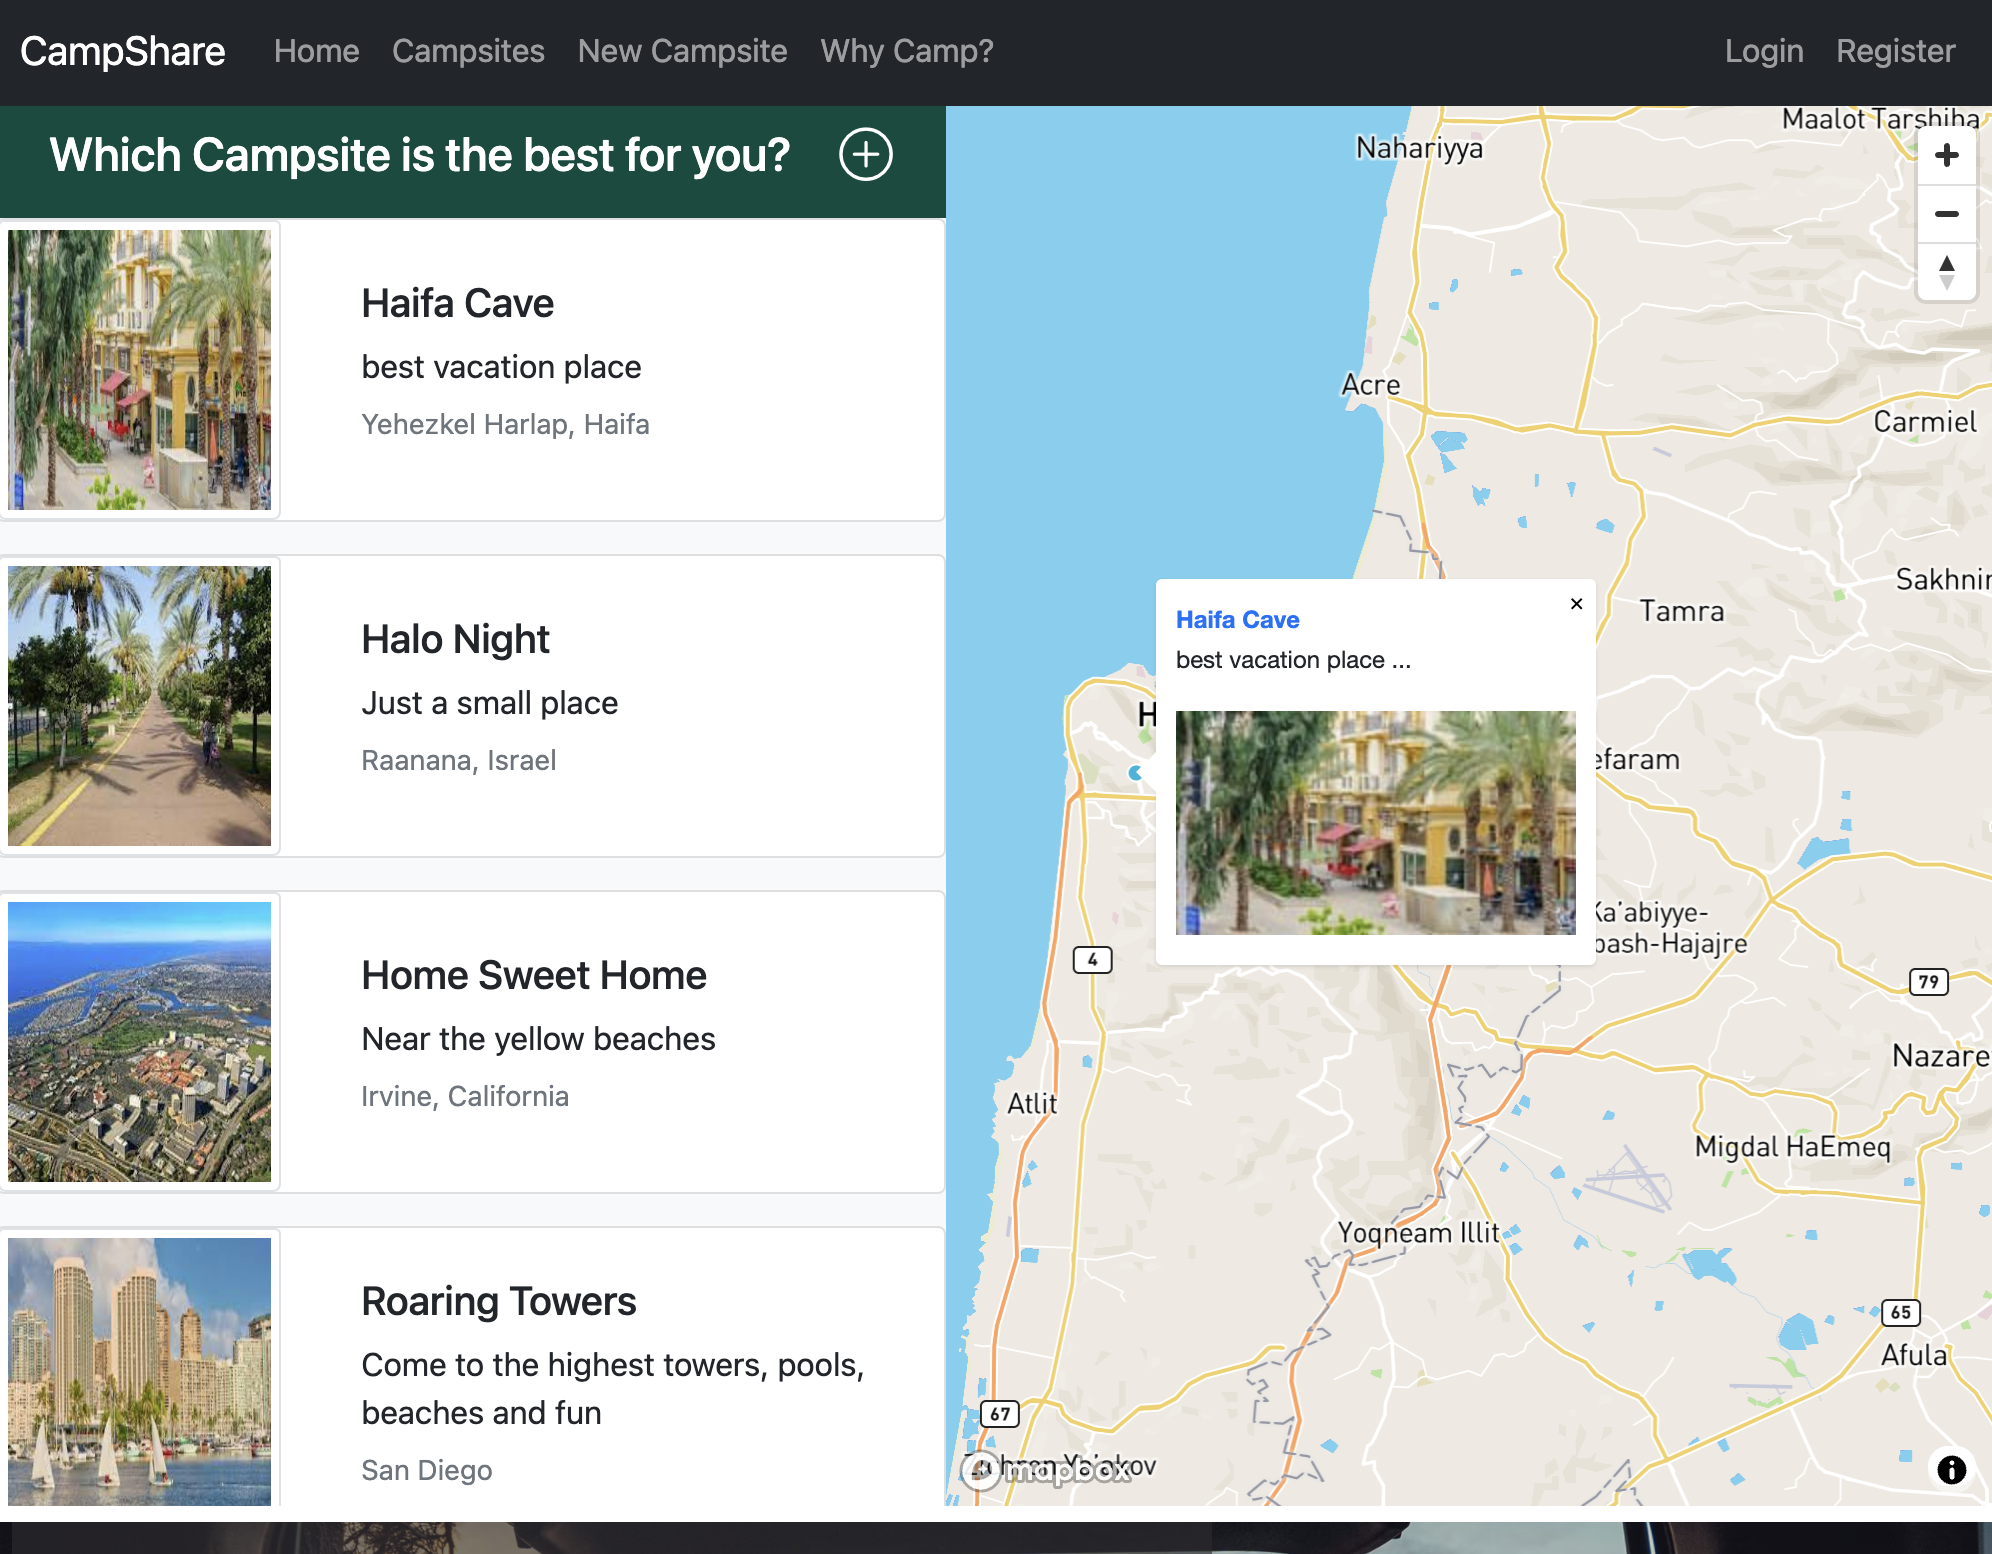 CampShare Home Campsites New Campsite Why Camp? Login Register
Which Campsite is the best for you?
Haifa Cave
best vacation place
Yehezkel Harlap, Haifa
Halo Night
Just a small place
Raanana, Israel
Home Sweet Home
Near the yellow beaches
Irvine, California
Roaring Towers
Come to the highest towers, pools,
beaches and fun
San Diego
Maalot Tarshiha
Nahariyya
Acre
Carmiel
Sakhnin
Tamra
Haifa Cave
×
best vacation place ...
H
efaram
Ka'abiyye-
bash-Hajajre
4
79
Nazare
Atlit
Migdal HaEmeq
Yoqneam Illit
65
Afula
67
Zichron Ya'akov
mapbox